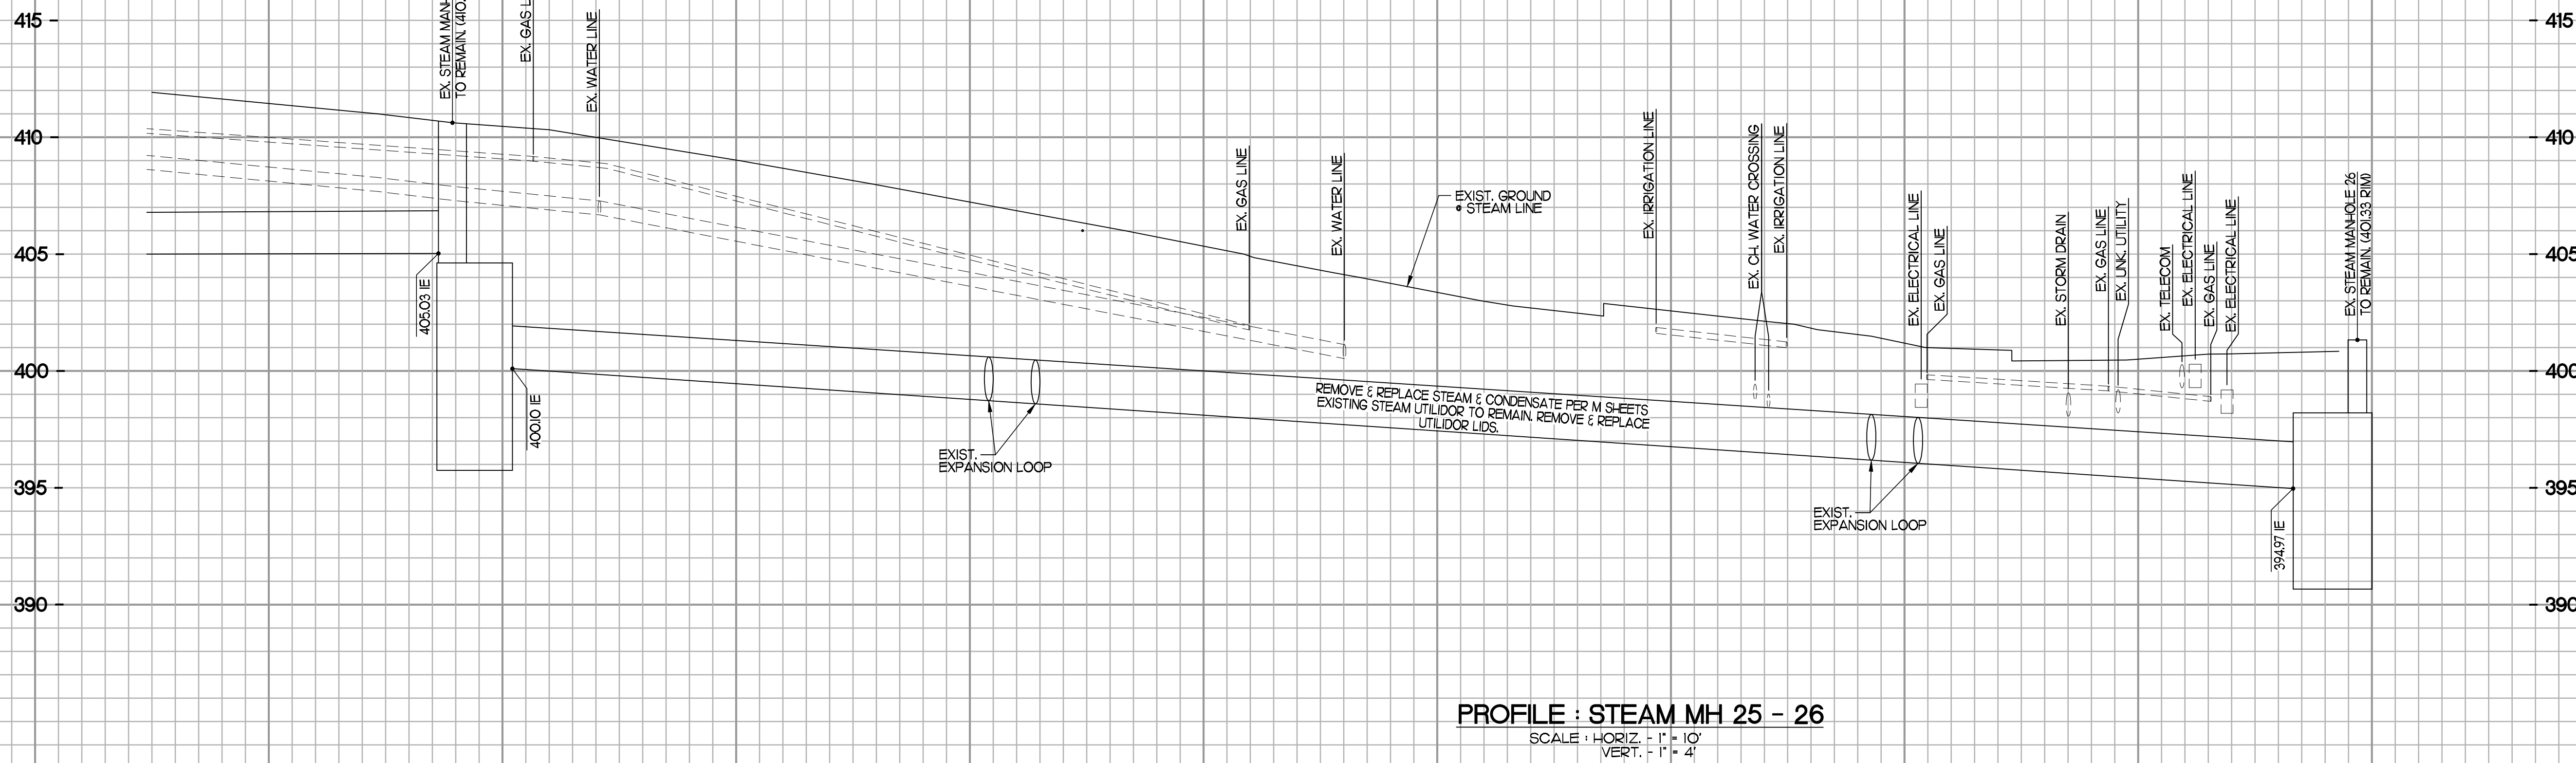 415
415
EX. STEAM
TO REMAIN. (410.
EX. GAS
EX. WATER LINE
410
410
EX. GAS LINE
EX. WATER LINE
EXIST. GROUND
@ STEAM LINE
EX. IRRIGATION LINE
EX. CH. WATER CROSSING
EX. IRRIGATION LINE
EX. ELECTRICAL LINE
EX. GAS LINE
EX. STORM DRAIN
EX. GAS LINE
EX. UNK. UTILITY
EX. TELECOM
EX. ELECTRICAL LINE
EX. GAS LINE
EX. ELECTRICAL LINE
EX. STEAM MANHOLE 26
TO REMAIN. (401.33 RIM)
405
405
405.03 IE
400
400
400.10 IE
REMOVE & REPLACE STEAM & CONDENSATE PER M SHEETS
EXISTING STEAM UTILIDOR TO REMAIN. REMOVE & REPLACE
UTILIDOR LIDS.
EXIST.
EXPANSION LOOP
395
395
EXIST.
EXPANSION LOOP
394.97 IE
390
390
PROFILE : STEAM MH 25 - 26
SCALE : HORIZ. - 1" = 10'
VERT. - 1" = 4'